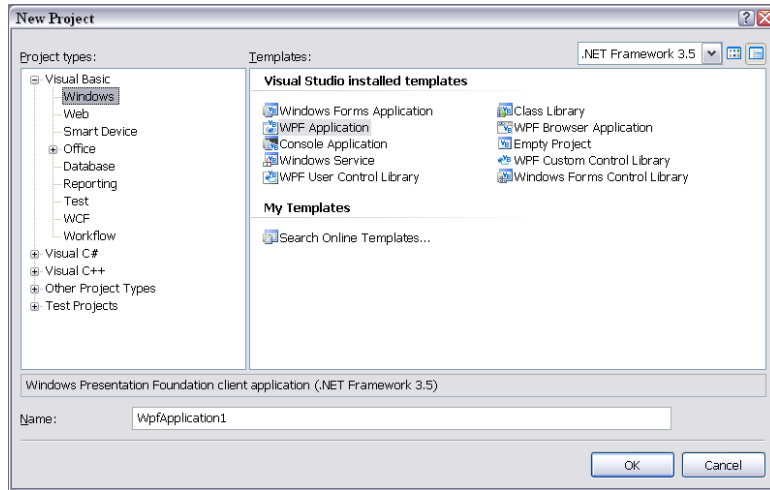 New Project
Project types:
Templates:
.NET Framework 3.5
Visual Basic
Windows
Web
Smart Device
Office
Database
Reporting
Test
WCF
Workflow
Visual C#
Visual C++
Other Project Types
Test Projects
Visual Studio installed templates
Windows Forms Application
WPF Application
Console Application
Windows Service
WPF User Control Library
Class Library
WPF Browser Application
Empty Project
WPF Custom Control Library
Windows Forms Control Library
My Templates
Search Online Templates...
Windows Presentation Foundation client application (.NET Framework 3.5)
Name:
WpfApplication1
OK
Cancel